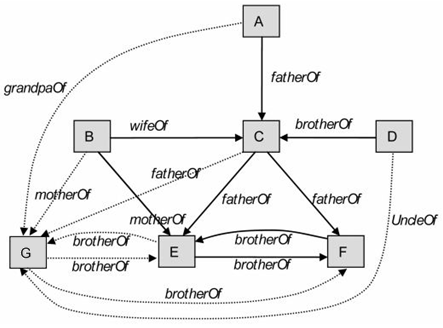 A
fatherOf
grandpaOf
wifeOf
brotherOf
B
C
D
fatherOf
motherOf
fatherOf
fatherOf
motherOf
UncleOf
brotherOf
brotherOf
G
E
F
brotherOf
brotherOf
brotherOf